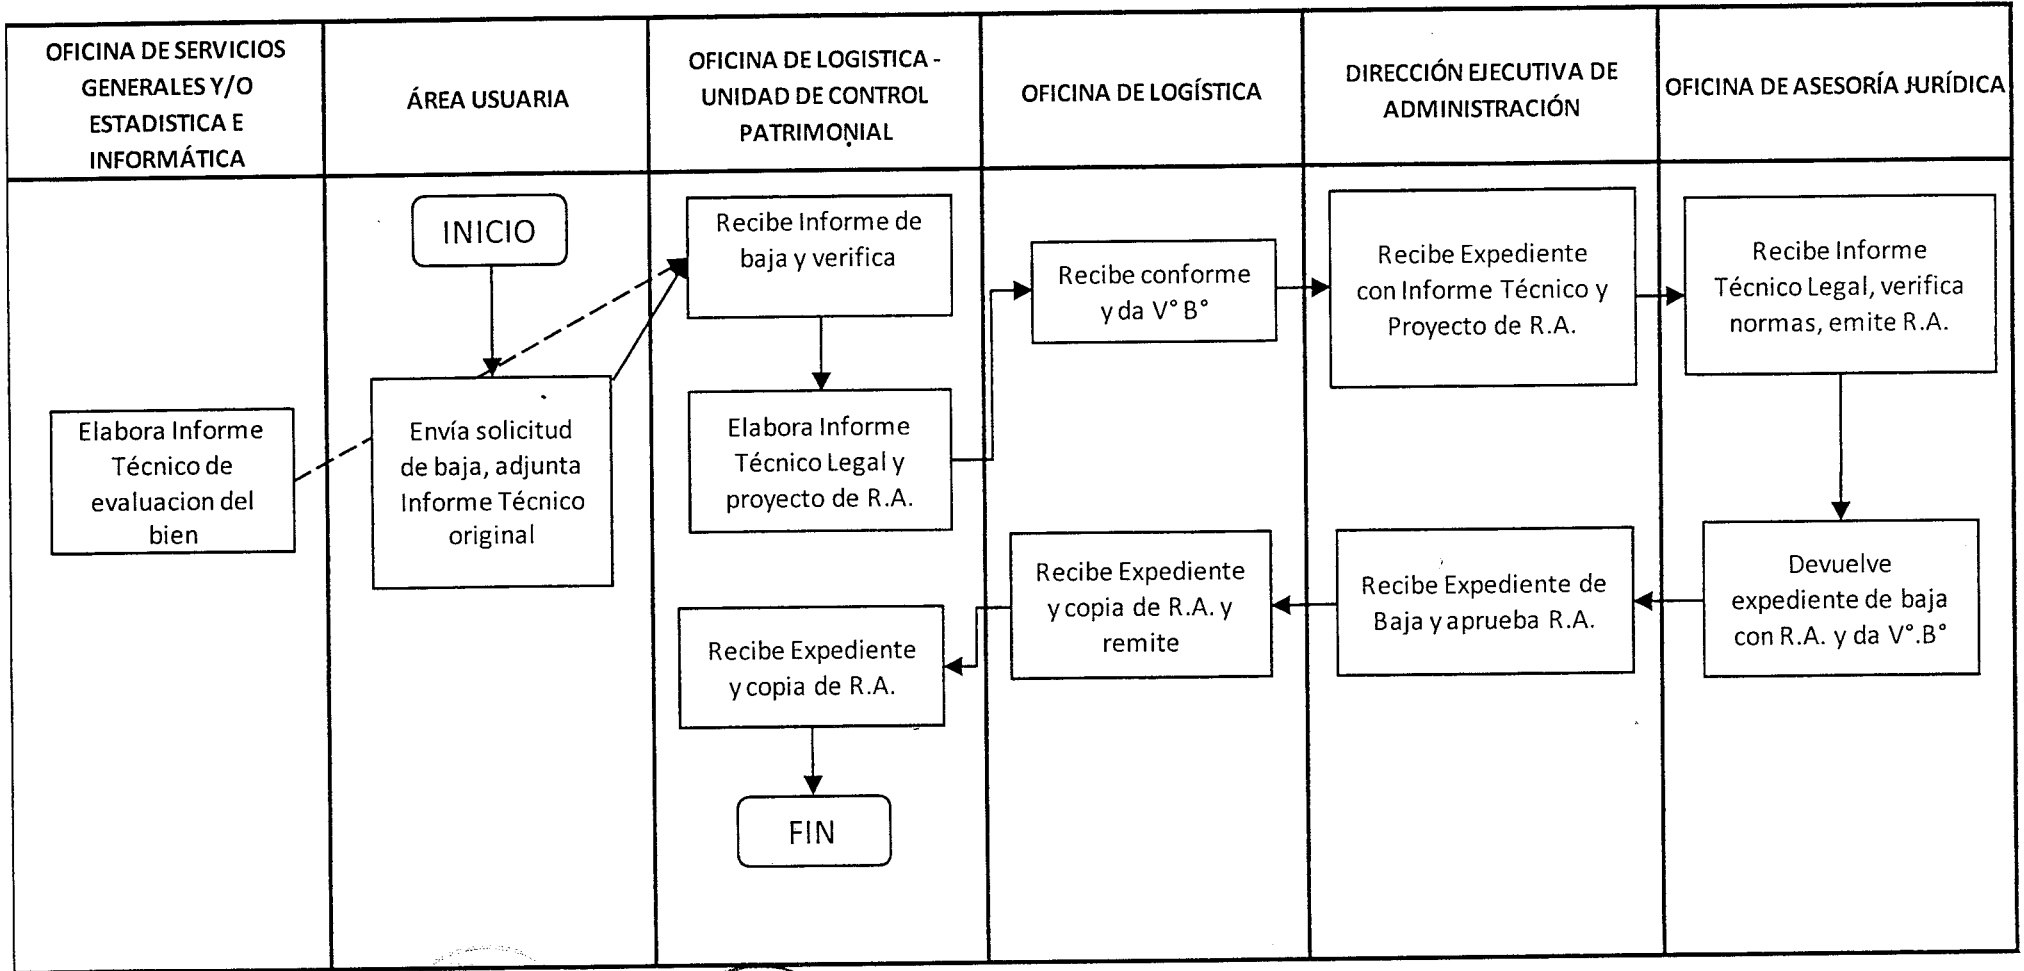 OFICINA DE SERVICIOS
GENERALES Y/O
ESTADISTICA E
INFORMÁTICA
ÁREA USUARIA
OFICINA DE LOGISTICA -
UNIDAD DE CONTROL
PATRIMONIAL
OFICINA DE LOGÍSTICA
DIRECCIÓN EJECUTIVA DE
ADMINISTRACIÓN
OFICINA DE ASESORÍA JURÍDICA
Elabora Informe
Técnico de
evaluacion del
bien
INICIO
Envía solicitud
de baja, adjunta
Informe Técnico
original
Recibe Informe de
baja y verifica
Elabora Informe
Técnico Legal y
proyecto de R.A.
Recibe Expediente
y copia de R.A.
FIN
Recibe conforme
y da V° B°
Recibe Expediente
y copia de R.A. y
remite
Recibe Expediente
con Informe Técnico y
Proyecto de R.A.
Recibe Expediente de
Baja y aprueba R.A.
Recibe Informe
Técnico Legal, verifica
normas, emite R.A.
Devuelve
expediente de baja
con R.A. y da V°.B°